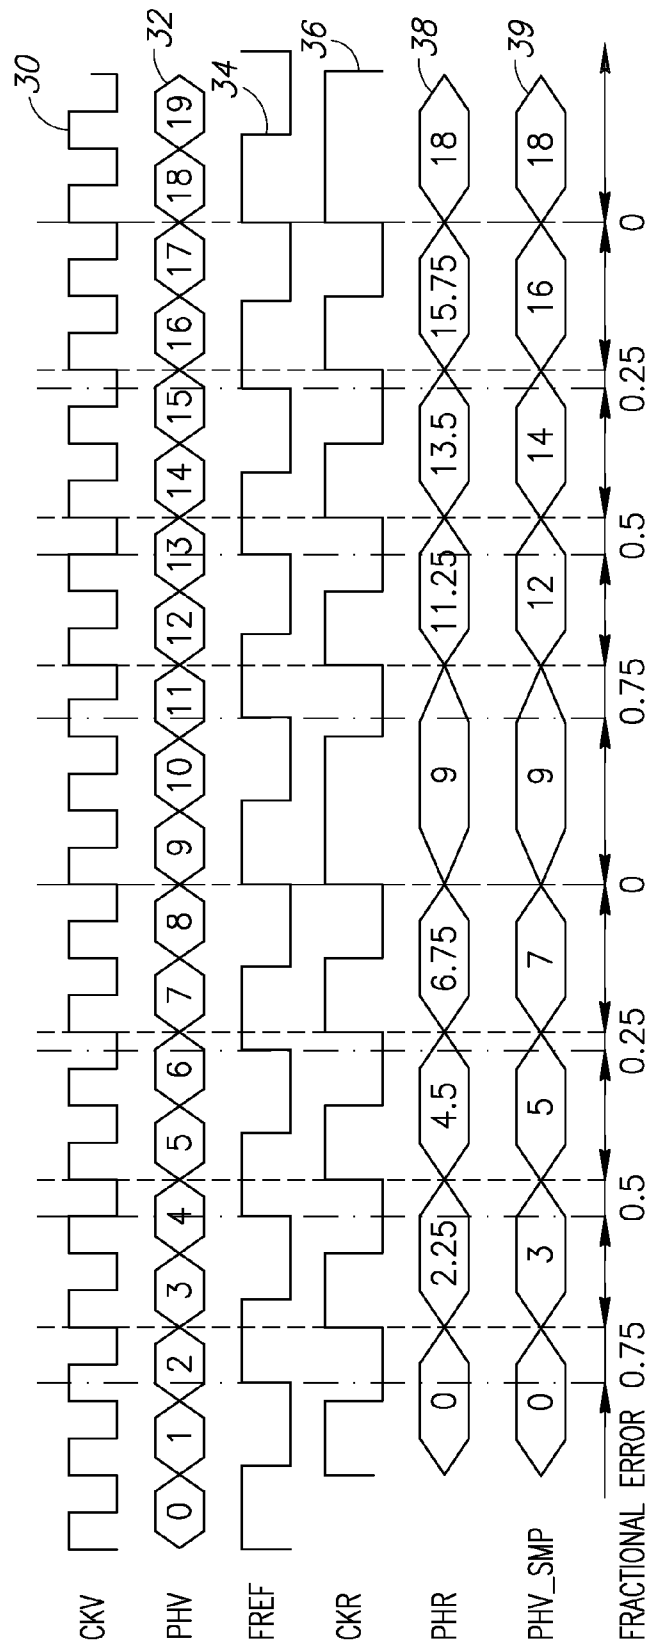 CKV 30
PHV 0 1 2 3 4 5 6 7 8 9 10 11 12 13 14 15 16 17 18 19 32
FREF 34
CKR 36
PHR 0 2.25 4.5 6.75 9 11.25 13.5 15.75 18 38
PHV_SMP 0 3 5 7 9 12 14 16 18 39
FRACTIONAL ERROR 0.75 0.5 0.25 0 0.75 0.5 0.25 0